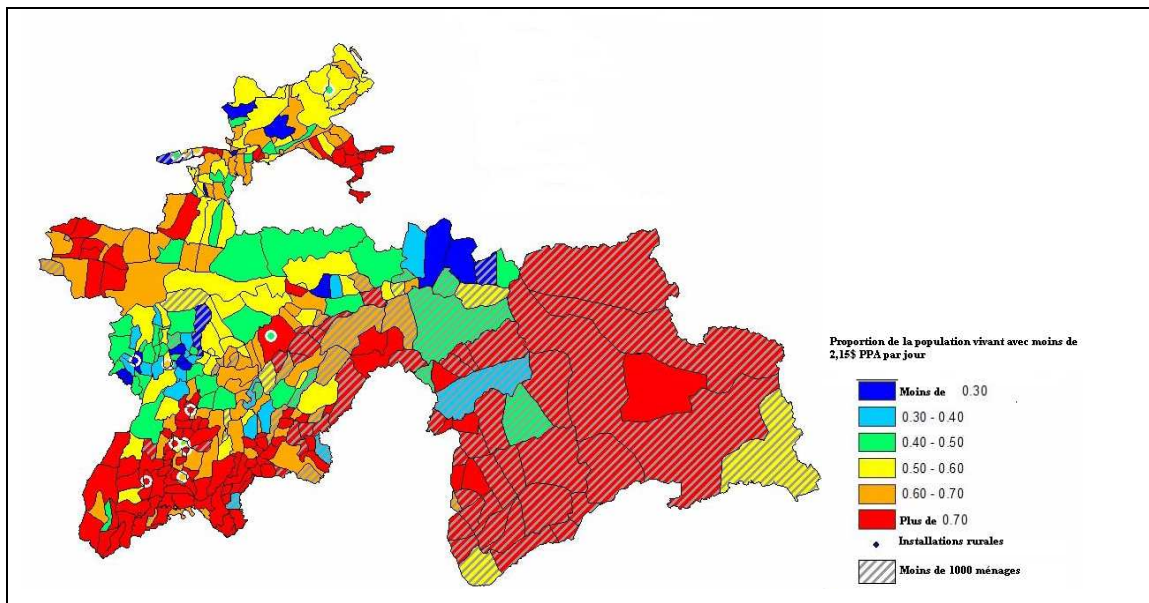 Proportion de la population vivant avec moins de
2,15$ PPA par jour
Moins de 0.30
0.30 - 0.40
0.40 - 0.50
0.50 - 0.60
0.60 - 0.70
Plus de 0.70
Installations rurales
Moins de 1000 ménages